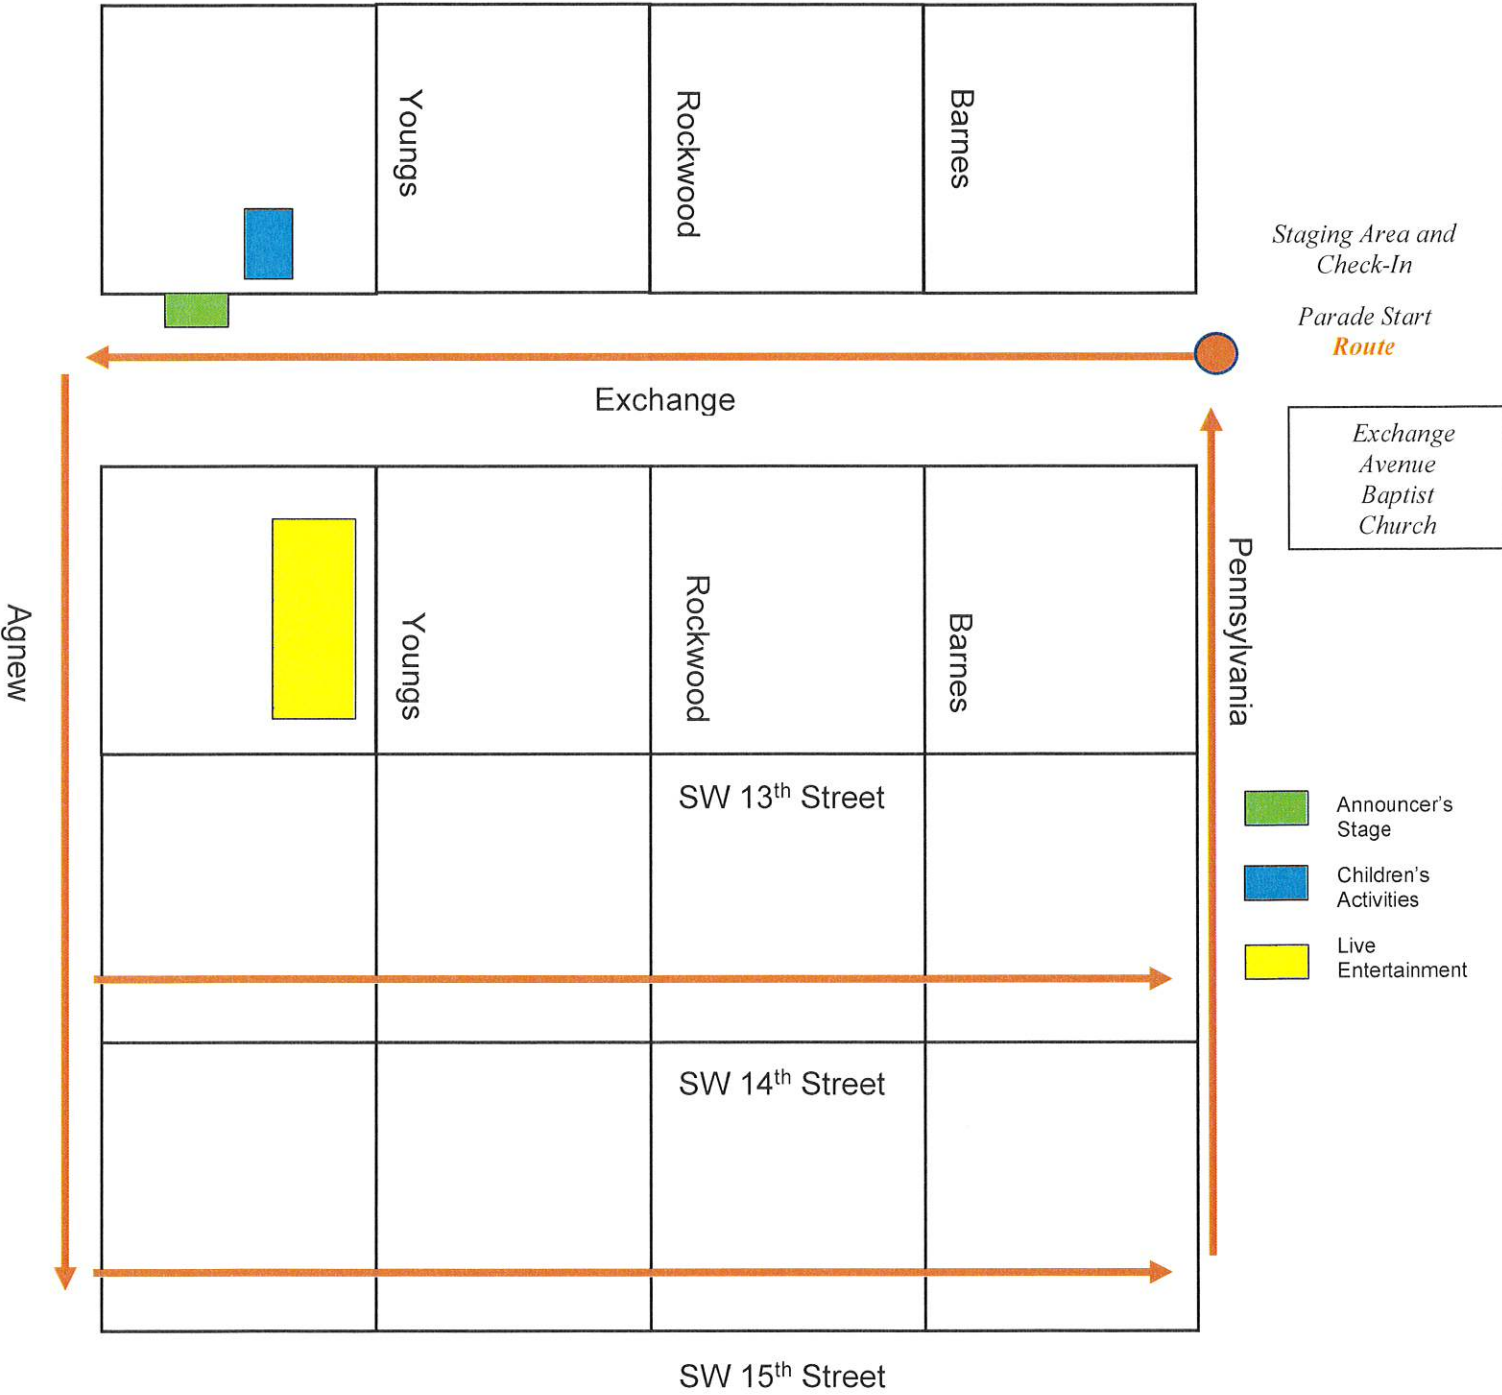 Youngs
Rockwood
Barnes
Staging Area and
Check-In
Parade Start
Route
Exchange
Exchange
Avenue
Baptist
Church
Agnew
Youngs
Rockwood
Barnes
Pennsylvania
SW 13th Street
Announcer's
Stage
Children's
Activities
Live
Entertainment
SW 14th Street
SW 15th Street